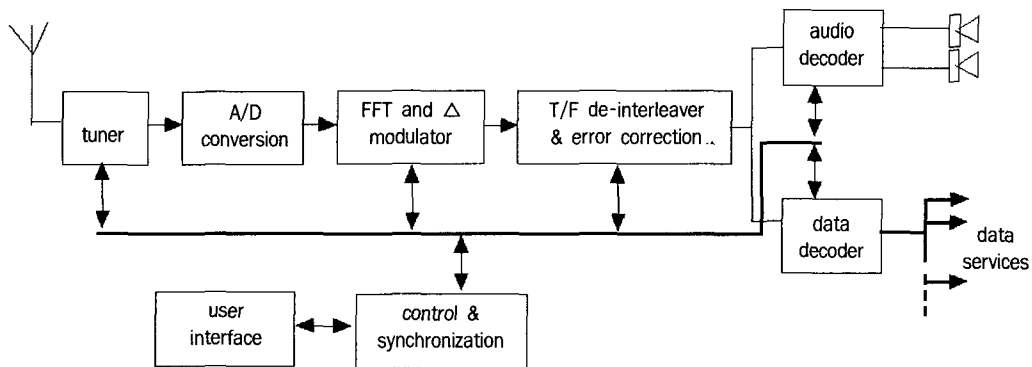 tuner
A/D
conversion
FFT and △
modulator
T/F de-interleaver
& error correction ..
audio
decoder
data
decoder
data
services
user
interface
control &
synchronization